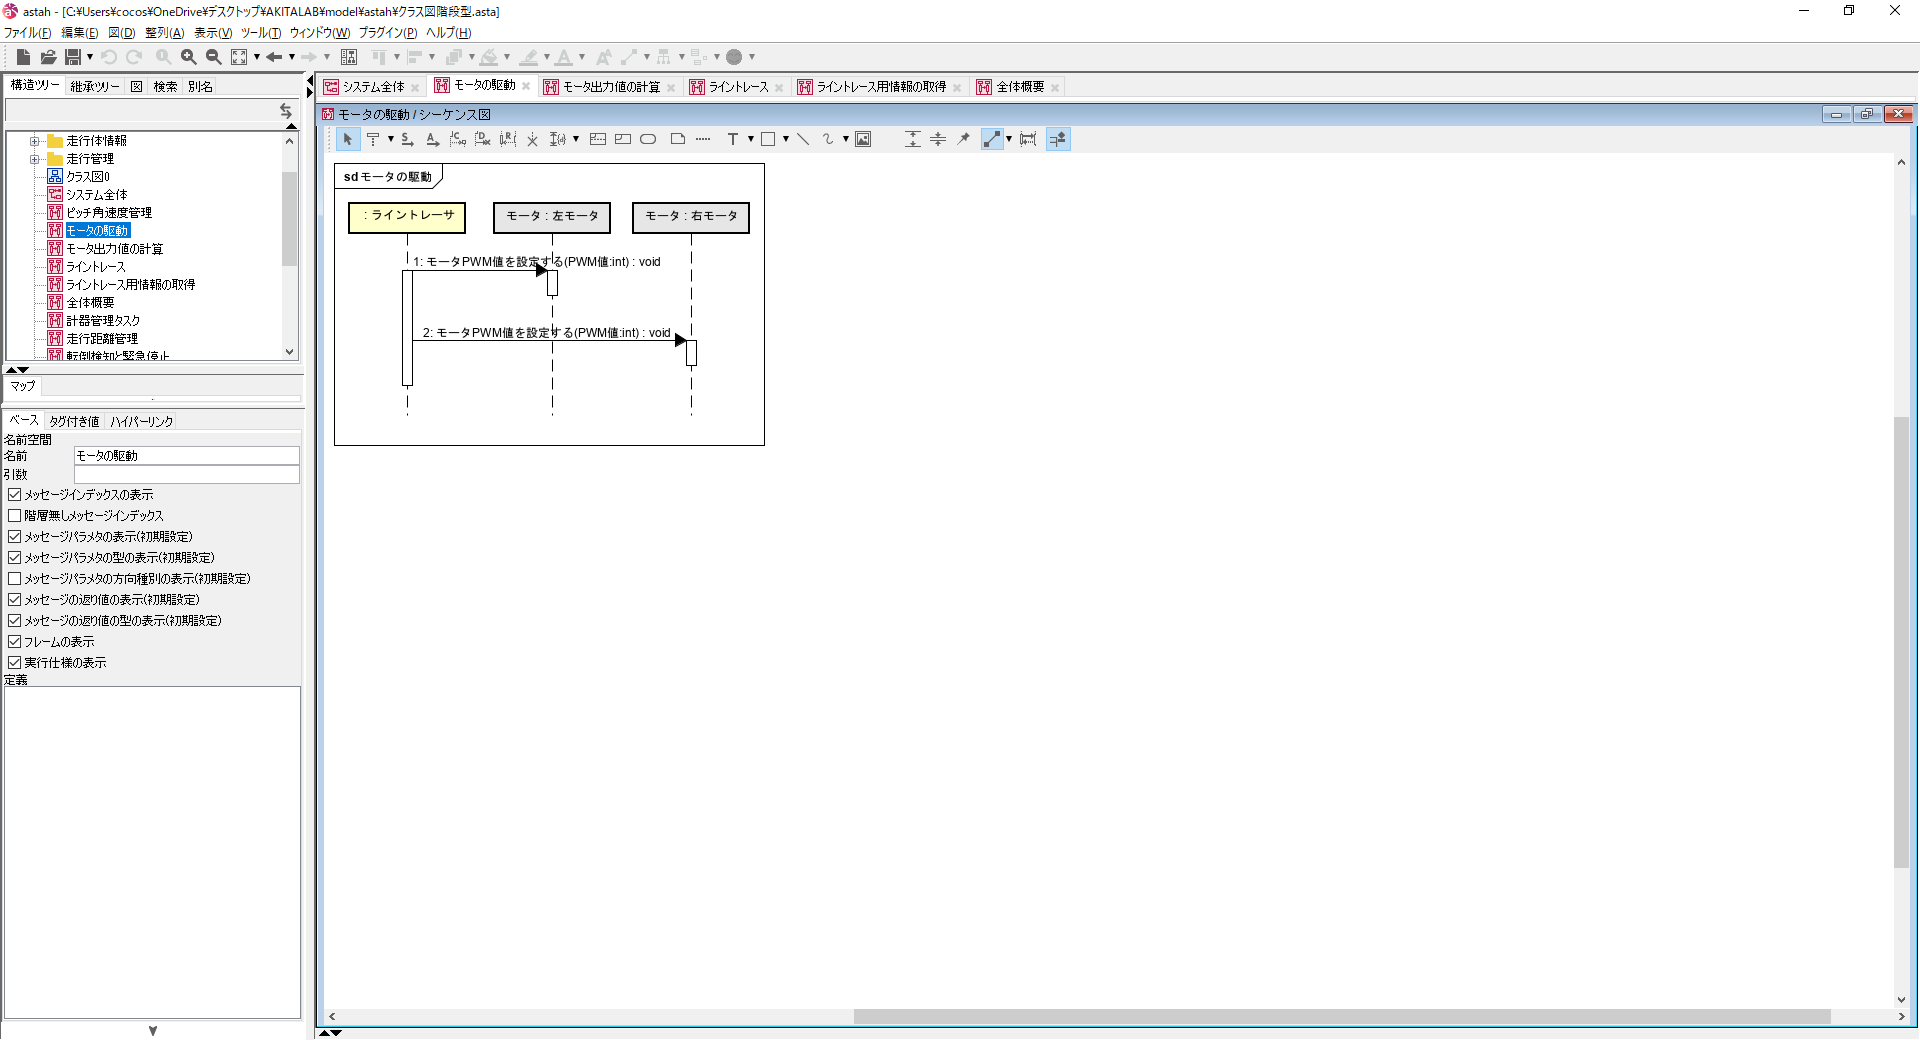 astah - [C:¥Users¥cocos¥OneDrive¥デスクトップ¥AKITALAB¥model¥astah¥クラス図階段型.asta]
ファイル(F) 編集(E) 図(D) 整列(A) 表示(V) ツール(T) ウィンドウ(W) プラグイン(P) ヘルプ(H)
構造ツリー 継承ツリー 図 検索 別名
走行体情報
走行管理
クラス図0
システム全体
ピッチ角速度管理
モータの駆動
モータ出力値の計算
ライントレース
ライントレース用情報の取得
全体概要
計器管理タスク
走行距離管理
転倒検知と緊急停止
マップ
ベース タグ付き値 ハイパーリンク
名前空間
名前 モータの駆動
引数
メッセージインデックスの表示
階層無しメッセージインデックス
メッセージパラメタの表示(初期設定)
メッセージパラメタの型の表示(初期設定)
メッセージパラメタの方向種別の表示(初期設定)
メッセージの返り値の表示(初期設定)
メッセージの返り値の型の表示(初期設定)
フレームの表示
実行仕様の表示
定義
システム全体 モータの駆動 モータ出力値の計算 ライントレース ライントレース用情報の取得 全体概要
モータの駆動 / シーケンス図
sd モータの駆動
: ライントレーサ モータ : 左モータ モータ : 右モータ
1: モータPWM値を設定する(PWM値:int) : void
2: モータPWM値を設定する(PWM値:int) : void